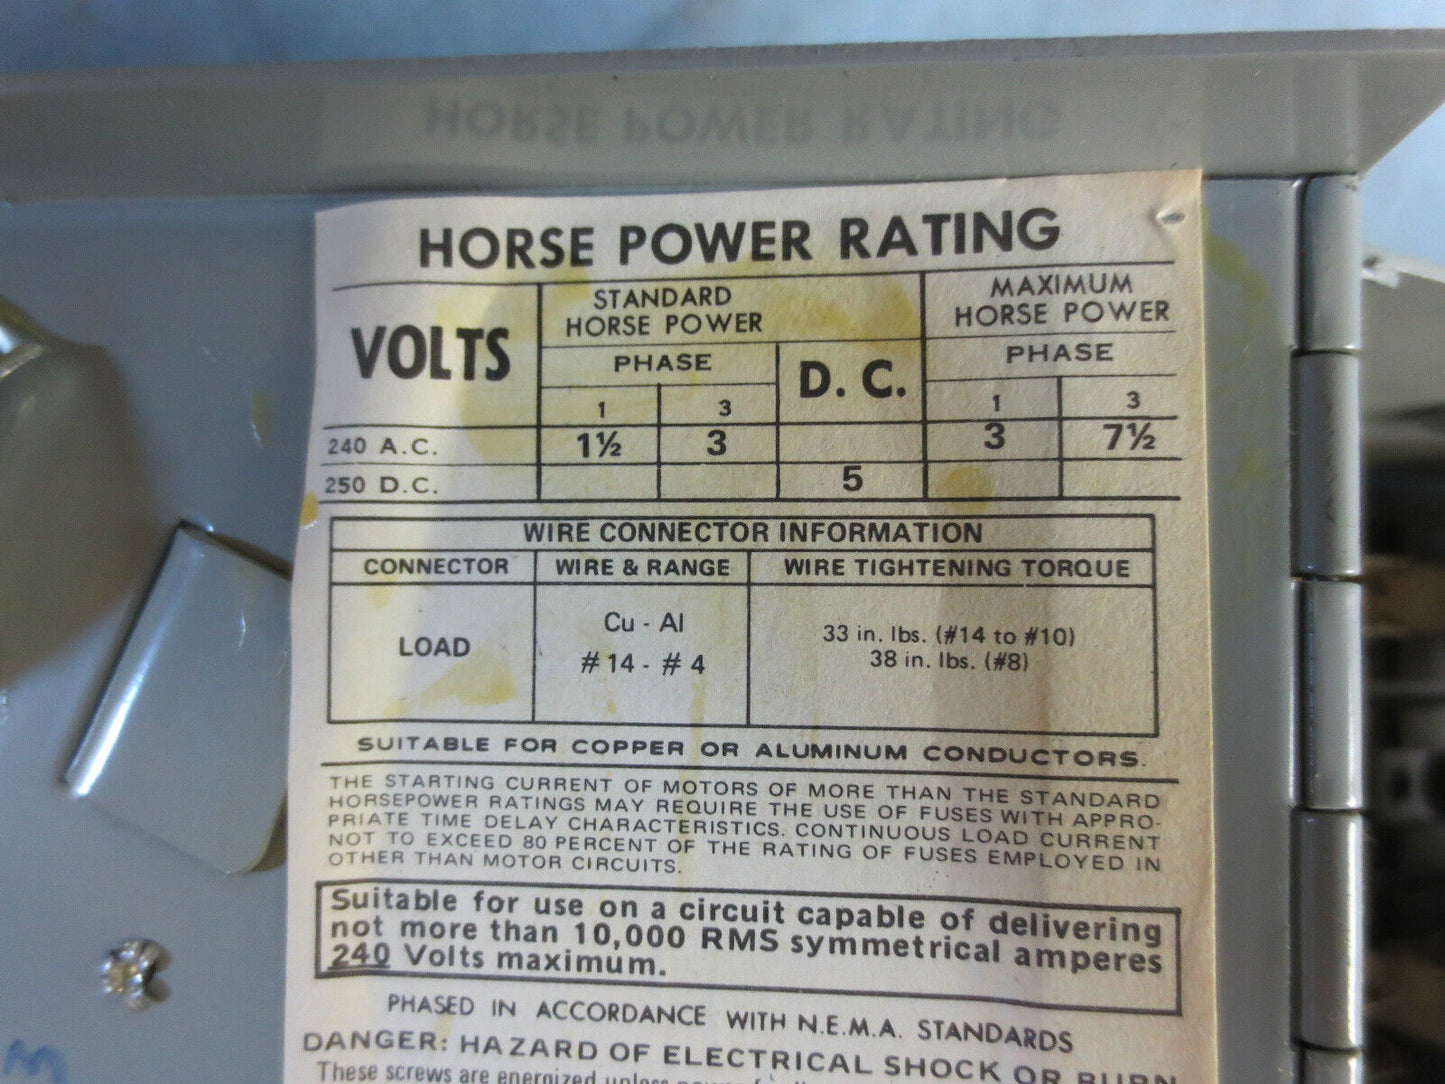 HORSE POWER RATING
HORSE POWER RATING
VOLTS
STANDARD
HORSE POWER
MAXIMUM
HORSE POWER
PHASE
D. C.
PHASE
1 3 1 3
240 A.C. 1½ 3 3 7½
250 D.C. 5
WIRE CONNECTOR INFORMATION
CONNECTOR WIRE & RANGE WIRE TIGHTENING TORQUE
LOAD
Cu - Al
#14 - #4
33 in. lbs. (#14 to #10)
38 in. lbs. (#8)
SUITABLE FOR COPPER OR ALUMINUM CONDUCTORS.
THE STARTING CURRENT OF MOTORS OF MORE THAN THE STANDARD
HORSEPOWER RATINGS MAY REQUIRE THE USE OF FUSES WITH APPRO-
PRIATE TIME DELAY CHARACTERISTICS. CONTINUOUS LOAD CURRENT
NOT TO EXCEED 80 PERCENT OF THE RATING OF FUSES EMPLOYED IN
OTHER THAN MOTOR CIRCUITS.
Suitable for use on a circuit capable of delivering
not more than 10,000 RMS symmetrical amperes
240 Volts maximum.
PHASED IN ACCORDANCE WITH N.E.M.A. STANDARDS
DANGER: HAZARD OF ELECTRICAL SHOCK OR BURN
These screws are energized unless power